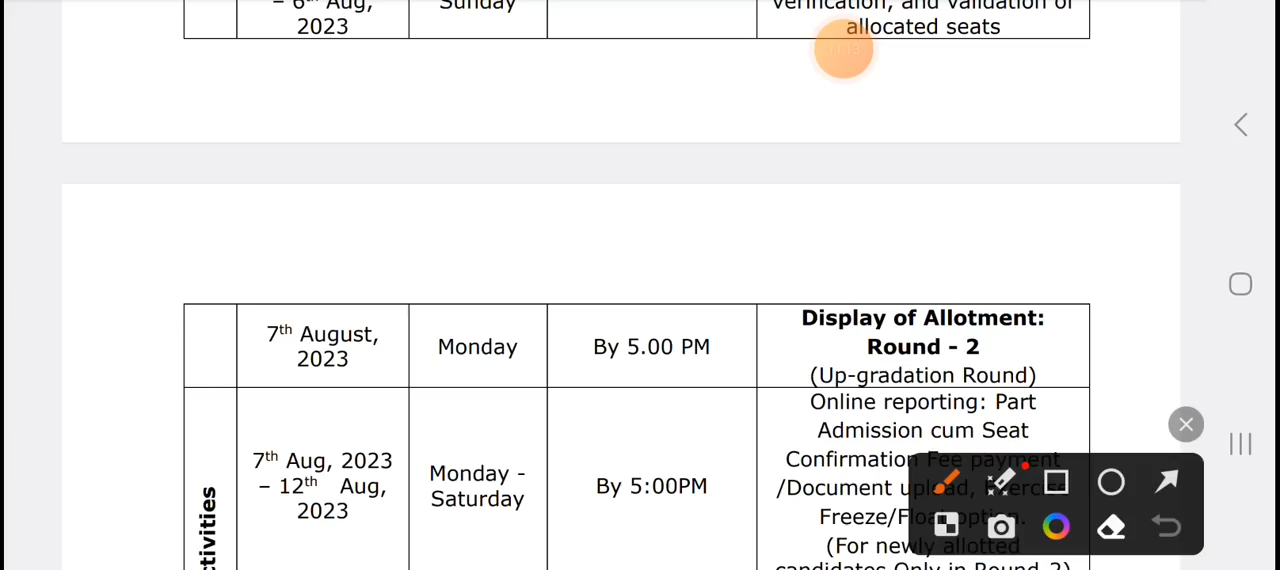 – 6th Aug,
2023
Sunday
verification, and validation of
allocated seats
7th August,
2023
Monday
By 5.00 PM
Display of Allotment:
Round - 2
(Up-gradation Round)
ctivities
7th Aug, 2023
– 12th Aug,
2023
Monday -
Saturday
By 5:00PM
Online reporting: Part
Admission cum Seat
Confirmation Fee payment
/Document upload, Exercise
Freeze/Float option.
(For newly allotted
candidates Only in Round-2)